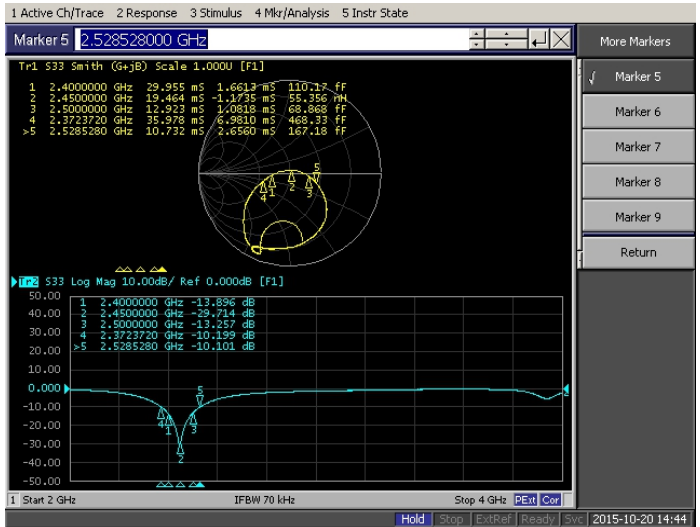 1 Active Ch/Trace 2 Response 3 Stimulus 4 Mkr/Analysis 5 Instr State
Marker 5 2.528528000 GHz
More Markers
Tr1 S33 Smith (G+jB) Scale 1.000U [F1]
1 2.4000000 GHz 29.955 mS 1.6613 mS 110.17 fF
2 2.4500000 GHz 19.464 mS -1.1735 mS 55.356 nH
3 2.5000000 GHz 12.923 mS 1.0818 mS 68.868 fF
4 2.3723720 GHz 35.978 mS 6.9810 mS 468.33 fF
>5 2.5285280 GHz 10.732 mS 2.6560 mS 167.18 fF
√ Marker 5
Marker 6
Marker 7
Marker 8
Marker 9
Return
5
4 1 2 3
Tr2 S33 Log Mag 10.00dB/ Ref 0.000dB [F1]
50.00
40.00
30.00
20.00
10.00
0.000
-10.00
-20.00
-30.00
-40.00
-50.00
1 2.4000000 GHz -13.896 dB
2 2.4500000 GHz -29.714 dB
3 2.5000000 GHz -13.257 dB
4 2.3723720 GHz -10.199 dB
>5 2.5285280 GHz -10.101 dB
5
4 1 3
2
1 Start 2 GHz IFBW 70 kHz Stop 4 GHz PExt Cor
Hold Stop ExtRef Ready Svc 2015-10-20 14:44